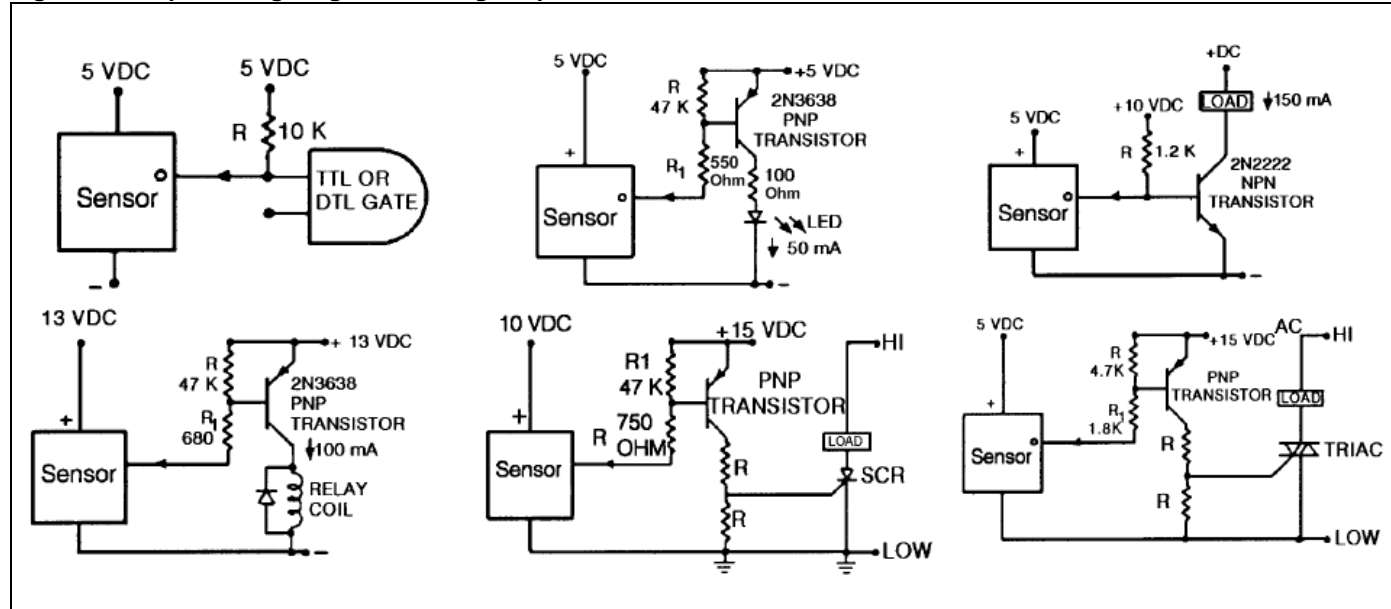 5 VDC
5 VDC
R
10 K
Sensor
TTL OR
DTL GATE
–
5 VDC
+5 VDC
R
47 K
2N3638
PNP
TRANSISTOR
+
R1
550
Ohm
100
Ohm
Sensor
LED
50 mA
–
+DC
LOAD
150 mA
+10 VDC
5 VDC
+
R
1.2 K
2N2222
NPN
TRANSISTOR
Sensor
–
13 VDC
+ 13 VDC
R
47 K
2N3638
PNP
TRANSISTOR
+
R1
680
100 mA
Sensor
RELAY
COIL
–
10 VDC
+15 VDC
HI
R1
47 K
PNP
TRANSISTOR
+
750
OHM
R
LOAD
Sensor
R
SCR
R
LOW
5 VDC
+15 VDC
AC
HI
R
4.7K
PNP
TRANSISTOR
LOAD
+
R1
1.8K
Sensor
R
TRIAC
R
LOW